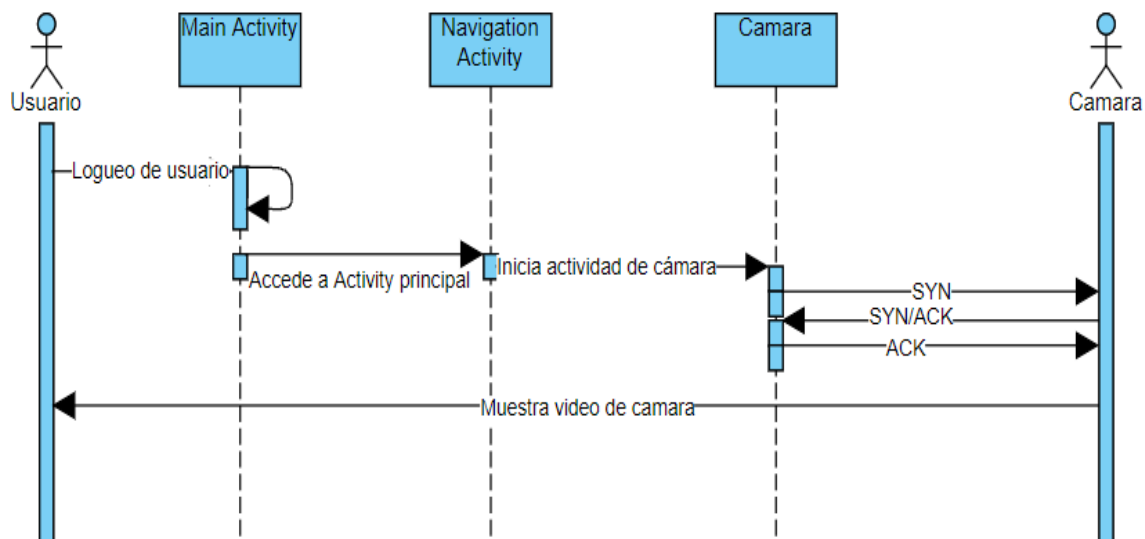 Main Activity
Navigation
Activity
Camara
Usuario
Camara
Logueo de usuario
Accede a Activity principal
Inicia actividad de cámara
SYN
SYN/ACK
ACK
Muestra video de camara